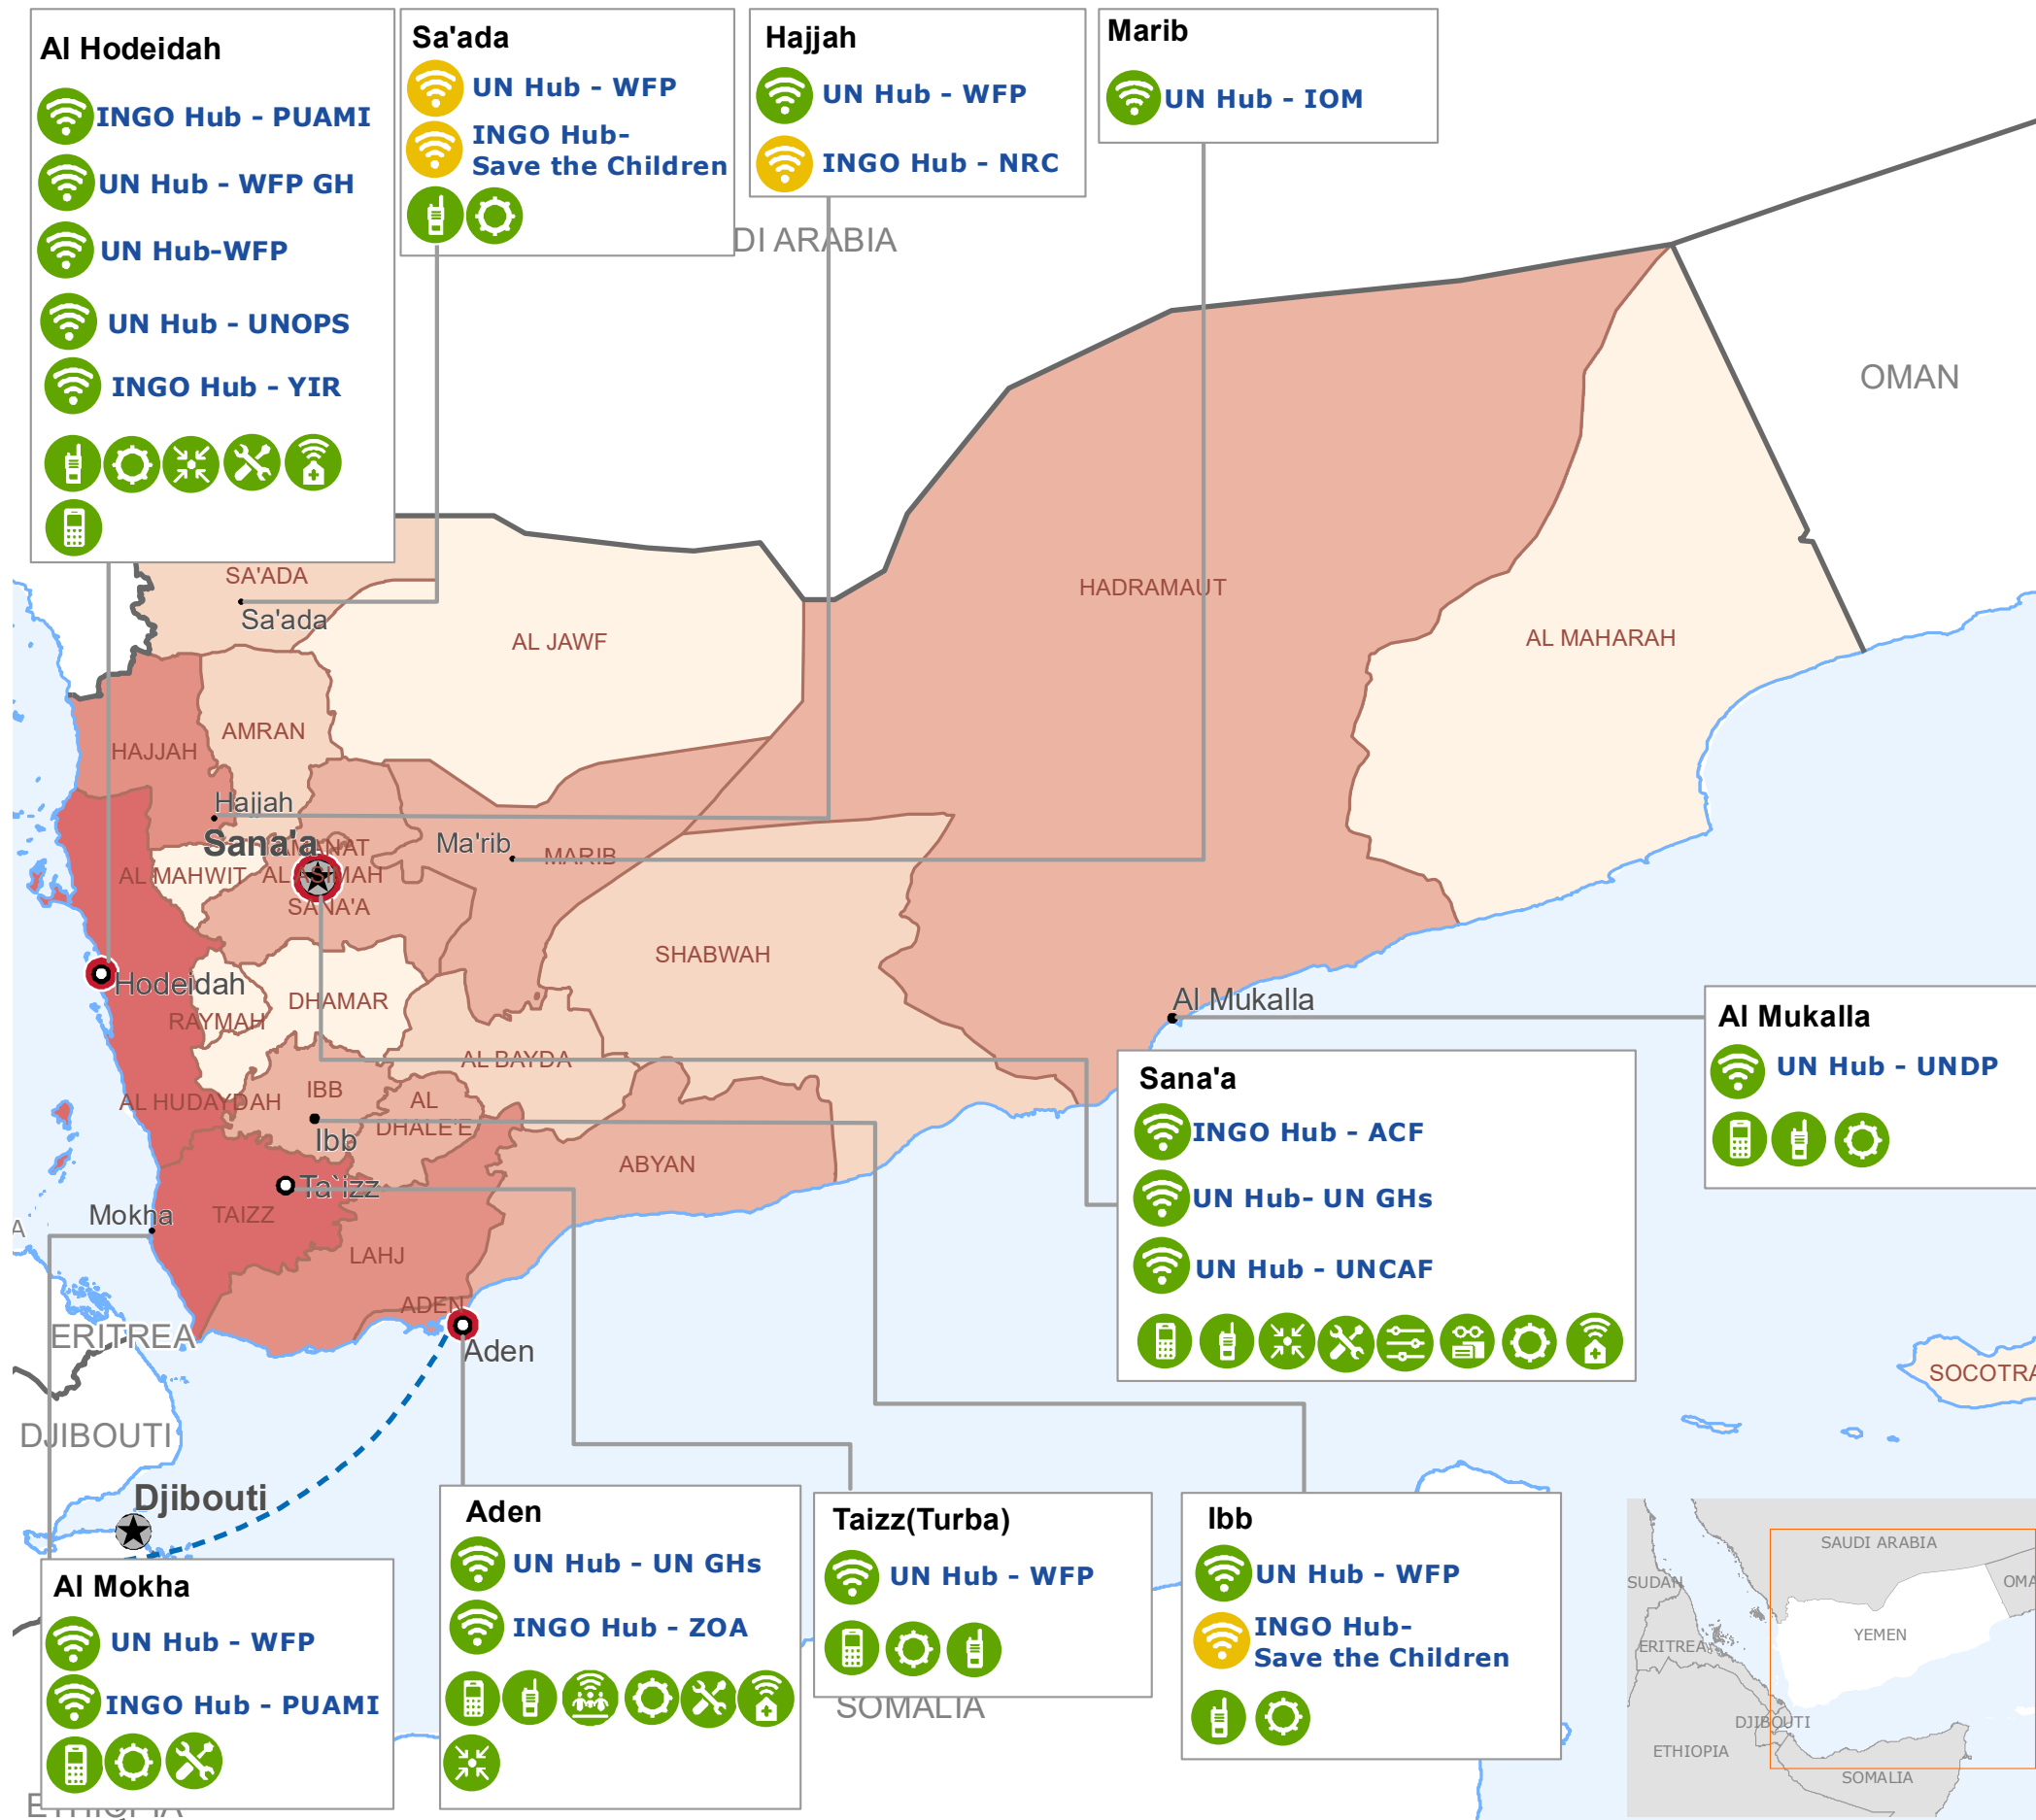 Al Hodeidah
INGO Hub - PUAMI
UN Hub - WFP GH
UN Hub-WFP
UN Hub - UNOPS
INGO Hub - YIR
Sa'ada
UN Hub - WFP
INGO Hub-
Save the Children
Hajjah
UN Hub - WFP
INGO Hub - NRC
Marib
UN Hub - IOM
DI ARABIA
OMAN
SA'ADA
Sa'ada
AL JAWF
HADRAMAUT
AL MAHARAH
AMRAN
HAJJAH
Hajjah
Sana'a
AMANAT
AL ASIMAH
Ma'rib
MARIB
AL MAHWIT
SANA'A
SHABWAH
Hodeidah
DHAMAR
RAYMAH
Al Mukalla
AL BAYDA
IBB
AL HUDAYDAH
AL
DHALE'E
Ibb
ABYAN
Ta`izz
TAIZZ
Mokha
A
LAHJ
ADEN
Aden
ERITREA
DJIBOUTI
Djibouti
SOCOTRA
SOMALIA
Al Mukalla
UN Hub - UNDP
Sana'a
INGO Hub - ACF
UN Hub- UN GHs
UN Hub - UNCAF
Al Mokha
UN Hub - WFP
INGO Hub - PUAMI
ETHIOPIA
Aden
UN Hub - UN GHs
INGO Hub - ZOA
Taizz(Turba)
UN Hub - WFP
Ibb
UN Hub - WFP
INGO Hub-
Save the Children
SAUDI ARABIA
SUDAN
OMA
YEMEN
ERITREA
DJIBOUTI
ETHIOPIA
SOMALIA